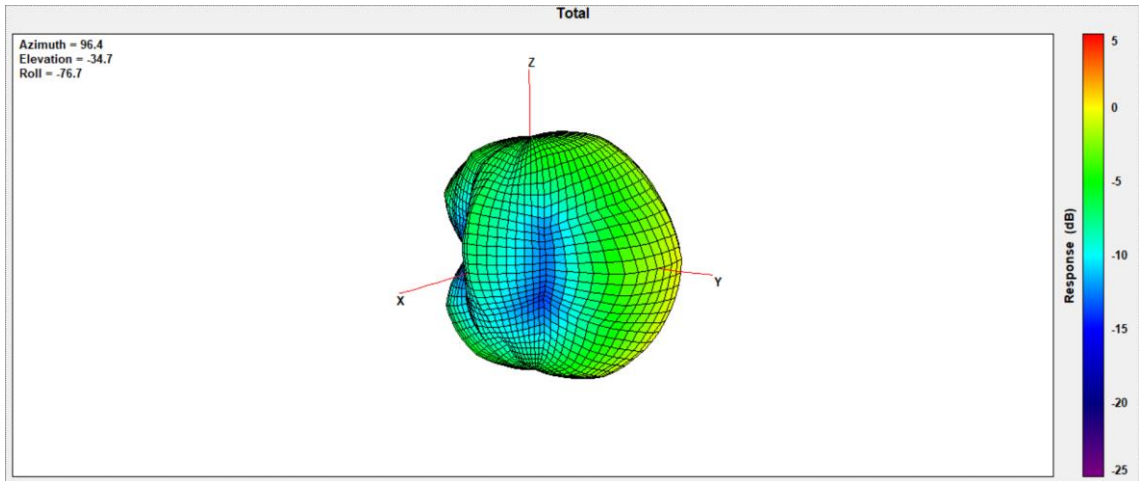 Total
Azimuth = 96.4
Elevation = -34.7
Roll = -76.7
Z
Y
X
5
0
-5
-10
-15
-20
-25
Response (dB)